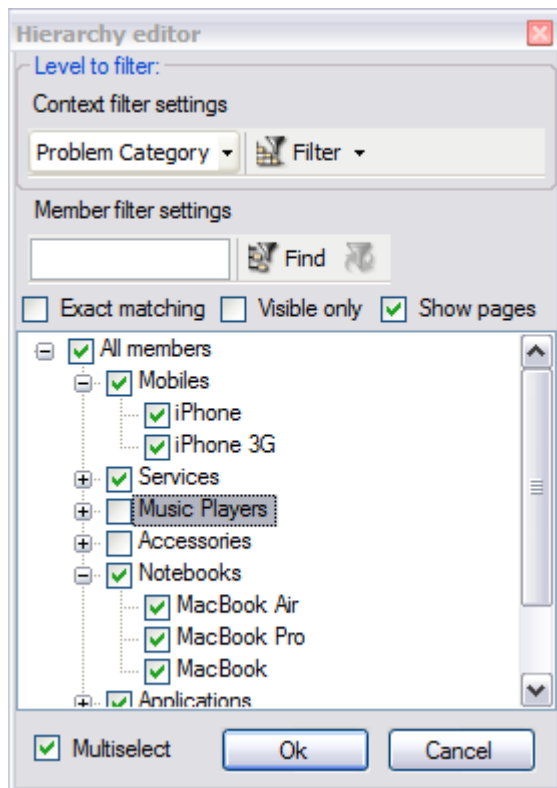 Hierarchy editor
Level to filter:
Context filter settings
Problem Category Filter
Member filter settings
Find
Exact matching Visible only Show pages
All members
Mobiles
iPhone
iPhone 3G
Services
Music Players
Accessories
Notebooks
MacBook Air
MacBook Pro
MacBook
Applications
Multiselect Ok Cancel